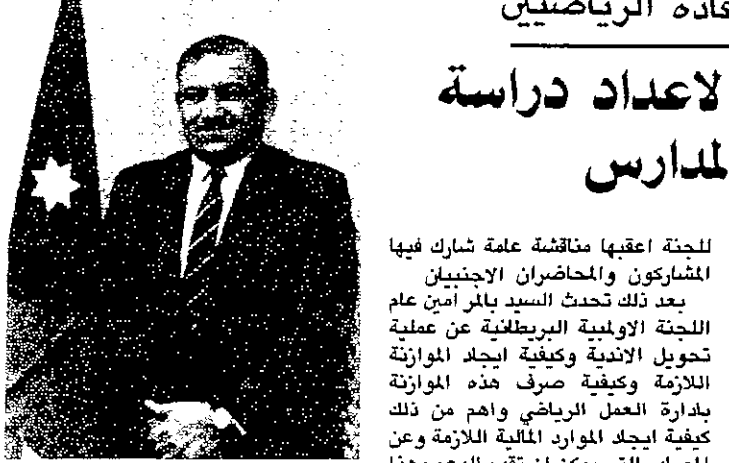 الرياضيين
لاعداد دراسة
لمدارس
للجنة اعقبها مناقشة عامة شارك فيها
المشاركون والمحاضران الاجنبيان
بعد ذلك تحدث السيد بالمر امين عام
اللجنة الاولمبية البريطانية عن عملية
تحويل الاندية وكيفية ايجاد الموازنة
اللازمة وكيفية صرف هذه الموازنة
بادارة العمل الرياضي واهم من ذلك
كيفية ايجاد الموارد المالية اللازمة وعن